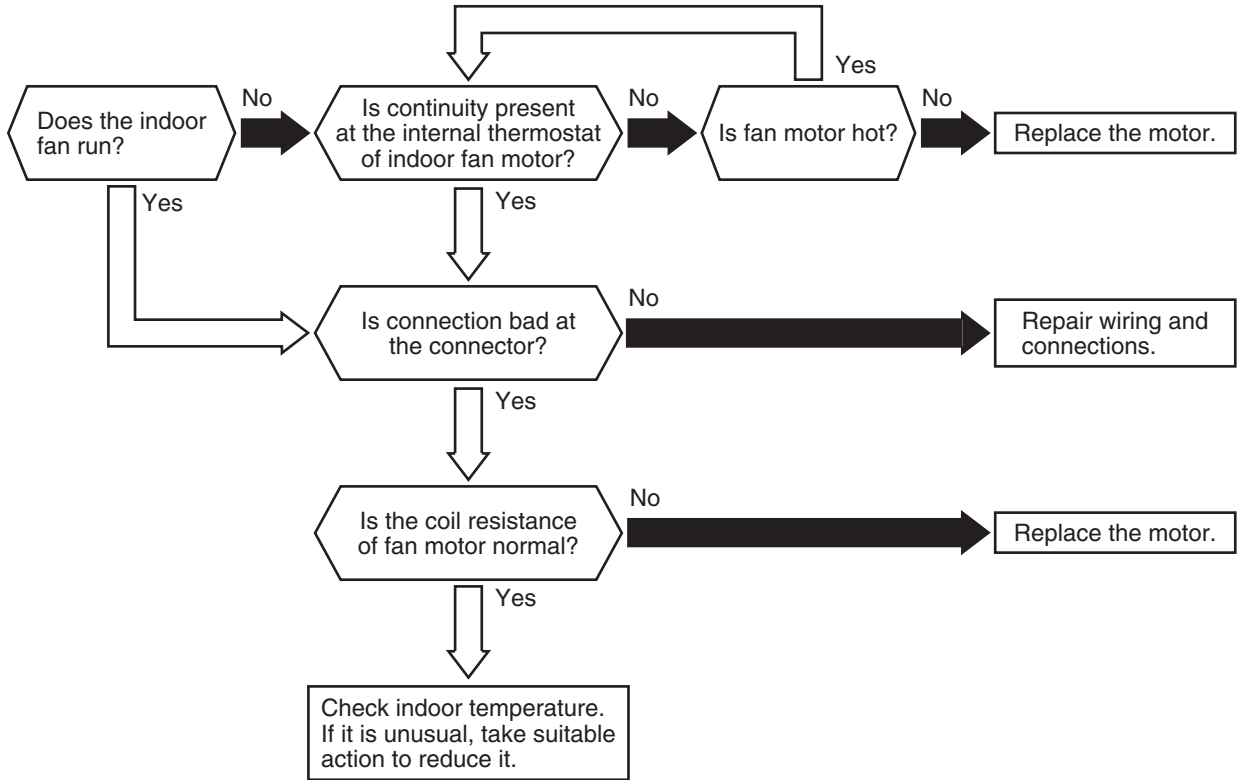 Yes
Does the indoor
fan run?
No
Is continuity present
at the internal thermostat
of indoor fan motor?
No
Is fan motor hot?
No
Replace the motor.
Yes
Yes
Is connection bad at
the connector?
No
Repair wiring and
connections.
Yes
Is the coil resistance
of fan motor normal?
No
Replace the motor.
Yes
Check indoor temperature.
If it is unusual, take suitable
action to reduce it.